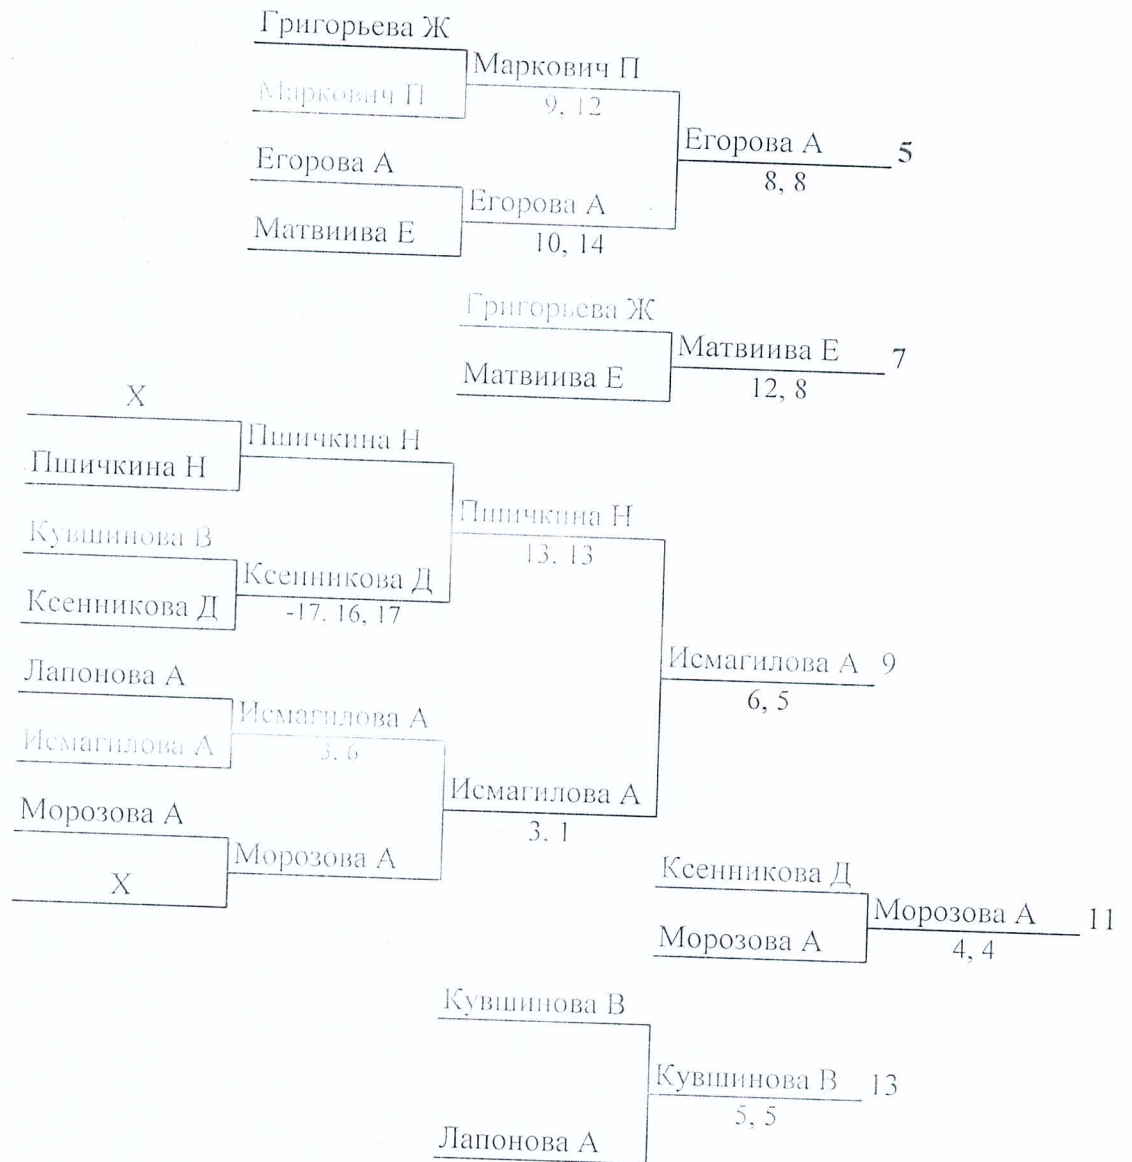 Григорьева Ж
Маркович П
Маркович П
9, 12
Егорова А
5
8, 8
Егорова А
Егорова А
Матвиива Е
10, 14
Григорьева Ж
Матвиива Е
7
Матвиива Е
12, 8
X
Пшичкина Н
Пшичкина Н
Пшичкина Н
13, 13
Кувшинова В
Ксенникова Д
Ксенникова Д
-17, 16, 17
Исмагилова А 9
6, 5
Лапонова А
Исмагилова А
Исмагилова А
3, 6
Исмагилова А
3, 1
Морозова А
Морозова А
X
Ксенникова Д
Морозова А 11
Морозова А
4, 4
Кувшинова В
Кувшинова В 13
5, 5
Лапонова А